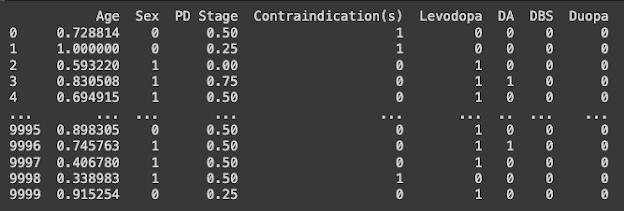 Age Sex PD Stage Contraindication(s) Levodopa DA DBS Duopa
0 0.728814 0 0.50 1 0 0 0 0
1 1.000000 0 0.25 1 0 0 0 0
2 0.593220 1 0.00 0 1 0 0 0
3 0.830508 1 0.75 0 1 1 0 0
4 0.694915 1 0.50 0 1 0 0 0
... ... ... ... ... ... .. ... ...
9995 0.898305 0 0.50 0 1 0 0 0
9996 0.745763 1 0.50 0 1 1 0 0
9997 0.406780 1 0.50 0 1 0 0 0
9998 0.338983 1 0.50 1 0 0 0 0
9999 0.915254 0 0.25 0 1 0 0 0